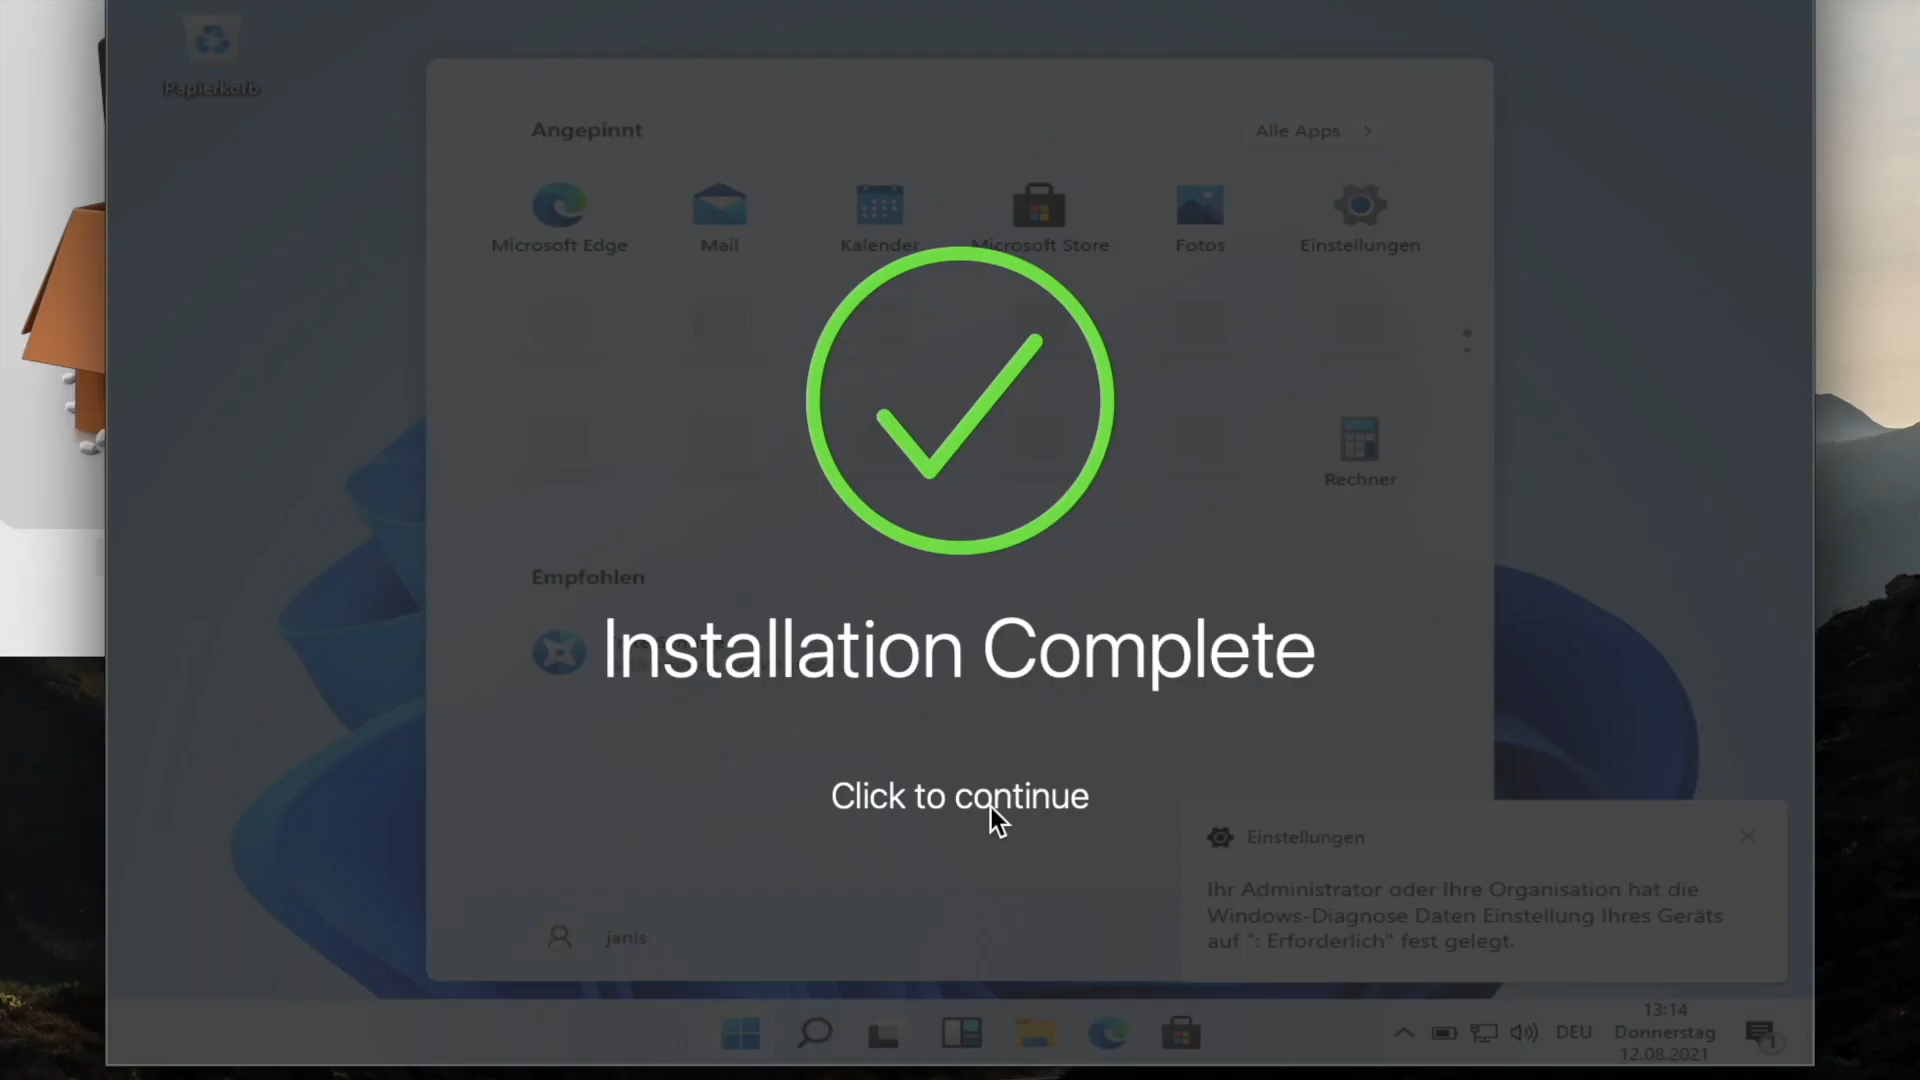 Papierkorb
Angepinnt
Alle Apps
Microsoft Edge
Mail
Kalender
Microsoft Store
Fotos
Einstellungen
Rechner
Empfohlen
Installation Complete
Click to continue
Einstellungen
Ihr Administrator oder Ihre Organisation hat die
Windows-Diagnose Daten Einstellung Ihres Geräts
auf ": Erforderlich" fest gelegt.
janis
DEU
13:14
Donnerstag
12.08.2021
1